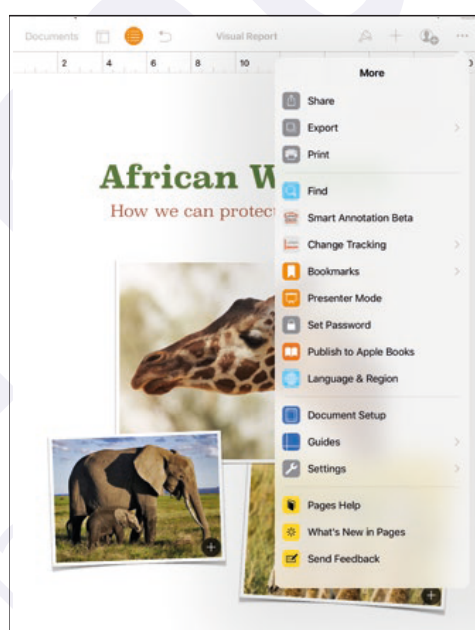 Documents Visual Report
2 4 6 8 10
More
Share
Export
Print
Find
Smart Annotation Beta
Change Tracking
Bookmarks
Presenter Mode
Set Password
Publish to Apple Books
Language & Region
Document Setup
Guides
Settings
Pages Help
What's New in Pages
Send Feedback
African W
How we can protect